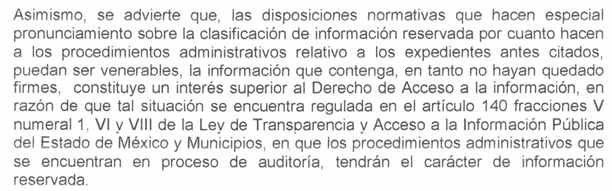 Asimismo, se advierte que, las disposiciones normativas que hacen especial
pronunciamiento sobre la clasificación de información reservada por cuanto hacen
a los procedimientos administrativos relativo a los expedientes antes citados,
puedan ser venerables, la información que contenga, en tanto no hayan quedado
firmes, constituye un interés superior al Derecho de Acceso a la información, en
razón de que tal situación se encuentra regulada en el artículo 140 fracciones V
numeral 1, VI y VIII de la Ley de Transparencia y Acceso a la Información Pública
del Estado de México y Municipios, en que los procedimientos administrativos que
se encuentran en proceso de auditoría, tendrán el carácter de información
reservada.